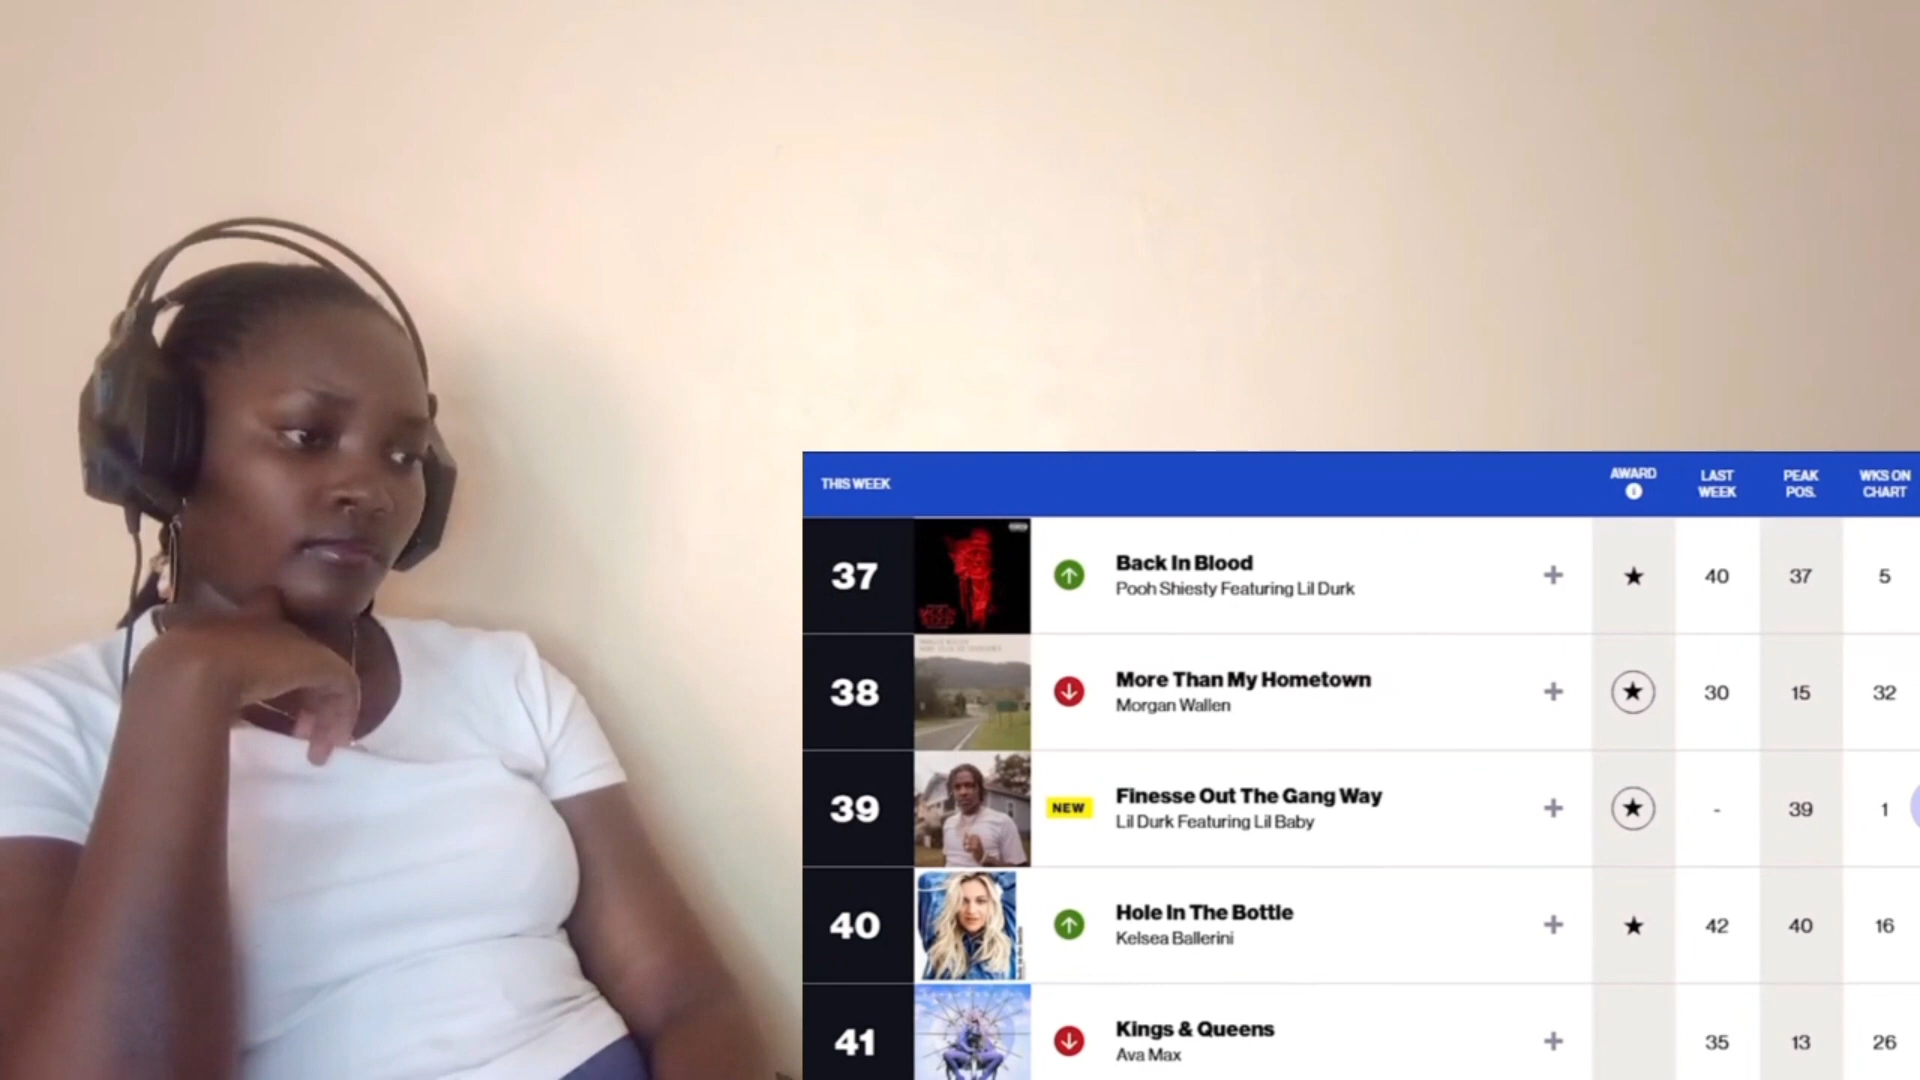 THIS WEEK
AWARD
LAST
WEEK
PEAK
POS.
WKS ON
CHART
37
Back In Blood
Pooh Shiesty Featuring Lil Durk
+
★
40
37
5
38
More Than My Hometown
Morgan Wallen
+
★
30
15
32
39
NEW
Finesse Out The Gang Way
Lil Durk Featuring Lil Baby
+
★
-
39
1
40
Hole In The Bottle
Kelsea Ballerini
+
★
42
40
16
41
Kings & Queens
Ava Max
+
35
13
26